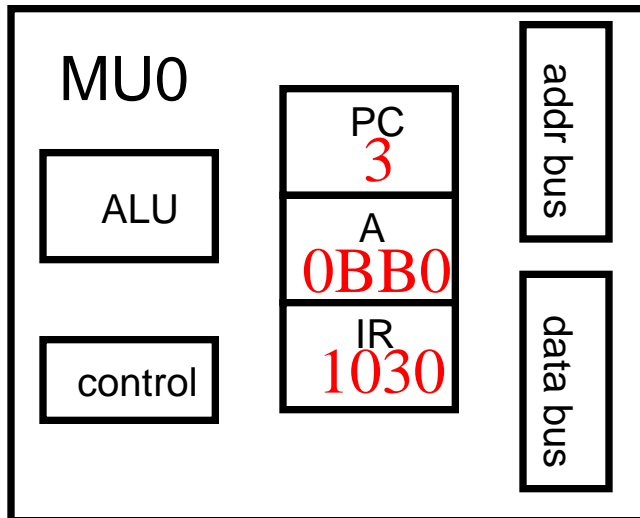 MU0
ALU
control
PC
3
A
0BB0
IR
1030
addr bus
data bus